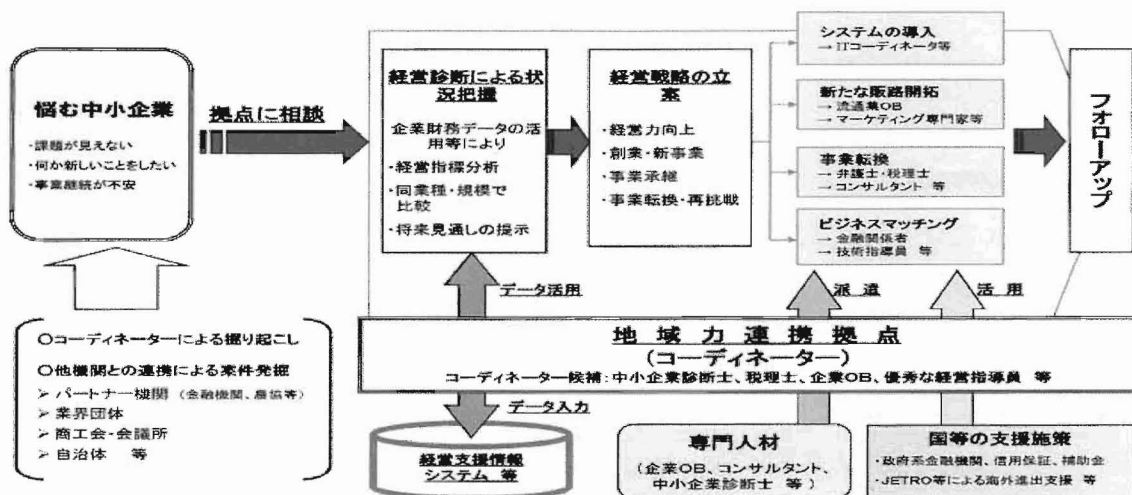 悩む中小企業
・課題が見えない
・何か新しいことをしたい
・事業継続が不安
拠点に相談
経営診断による状
況把握
企業財務データの活
用等により
・経営指標分析
・同業種・規模で
比較
・将来見通しの提示
経営戦略の立
案
・経営力向上
・創業・新事業
・事業承継
・事業転換・再挑戦
システムの導入
→ ITコーディネータ等
新たな販路開拓
→ 流通業OB
→ マーケティング専門家等
事業転換
→ 弁護士・税理士
→ コンサルタント 等
ビジネスマッチング
→ 金融関係者
→ 技術指導員 等
フォローアップ
データ活用
派遣
活用
〇コーディネーターによる掘り起こし
〇他機関との連携による案件発掘
➢ パートナー機関（金融機関、農協等）
➢ 業界団体
➢ 商工会・会議所
➢ 自治体 等
地域力連携拠点
（コーディネーター）
コーディネーター候補：中小企業診断士、税理士、企業OB、優秀な経営指導員 等
データ入力
経営支援情報
システム 等
専門人材
（企業OB、コンサルタント、
中小企業診断士 等）
国等の支援施策
・政府系金融機関、信用保証、補助金
・JETRO等による海外進出支援 等